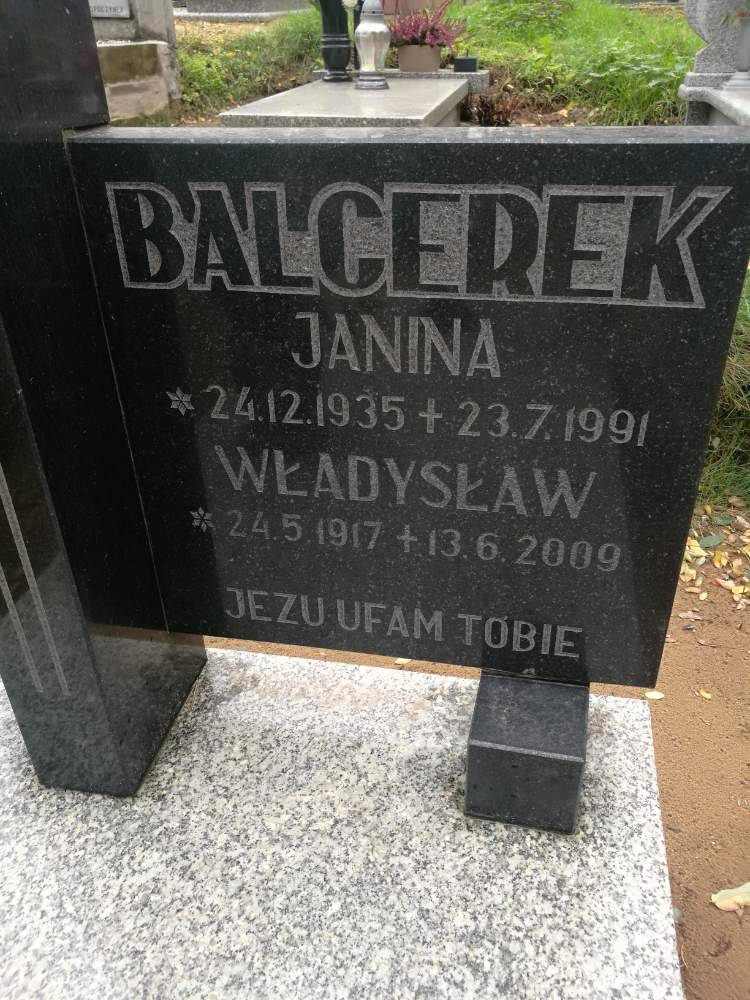 BALCEREK
JANINA
* 24.12.1935 + 23.7.1991
WŁADYSŁAW
* 24.5.1917 + 13.6.2009
JEZU UFAM TOBIE